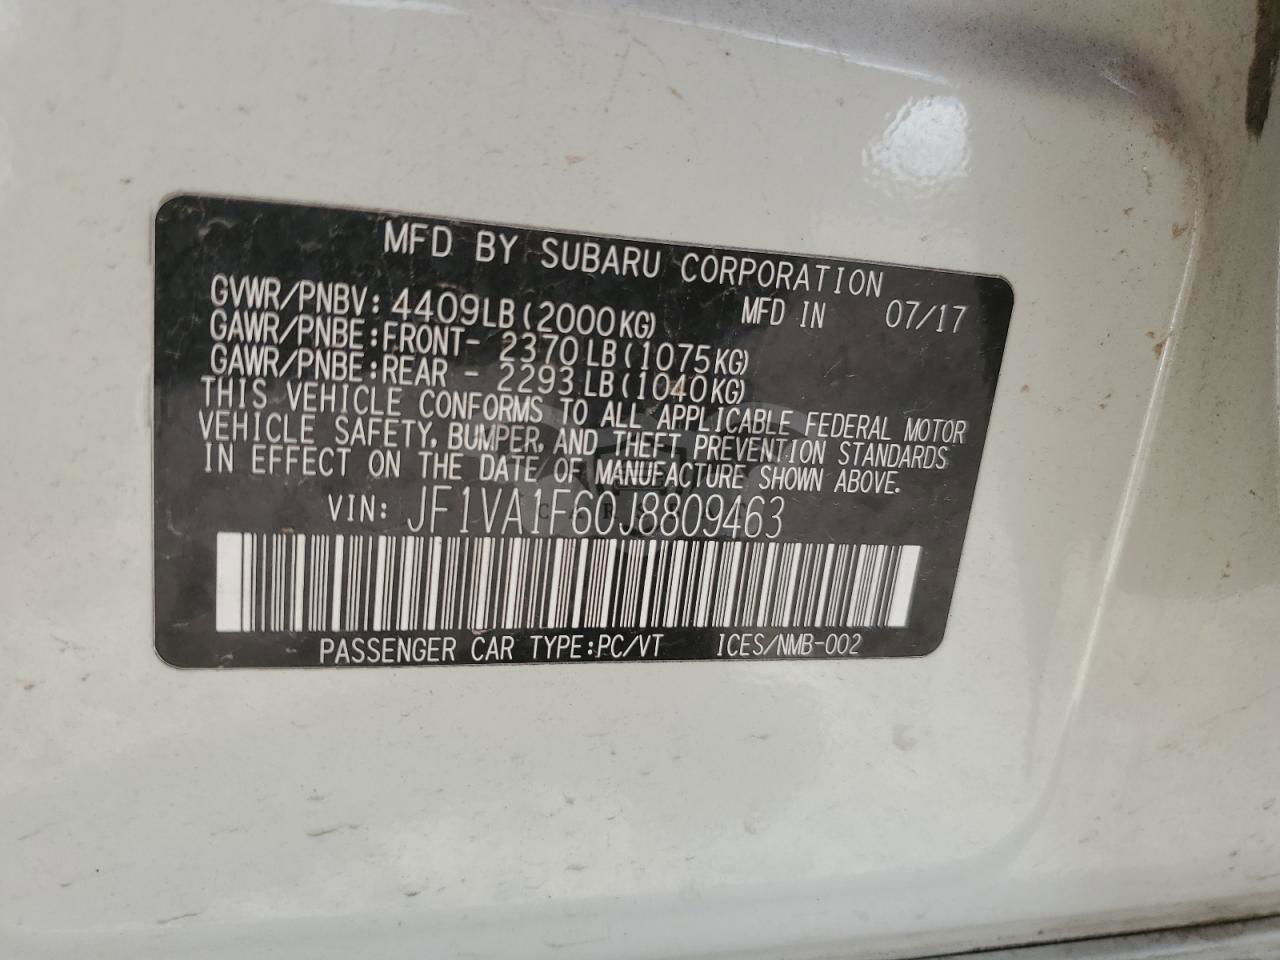 MFD BY SUBARU CORPORATION
GVWR/PNBV: 4409LB(2000KG) MFD IN 07/17
GAWR/PNBE:FRONT- 2370LB(1075KG)
GAWR/PNBE:REAR - 2293LB(1040KG)
THIS VEHICLE CONFORMS TO ALL APPLICABLE FEDERAL MOTOR
VEHICLE SAFETY, BUMPER, AND THEFT PREVENTION STANDARDS
IN EFFECT ON THE DATE OF MANUFACTURE SHOWN ABOVE.
VIN: JF1VA1F60J8809463
PASSENGER CAR TYPE:PC/VT ICES/NMB-002